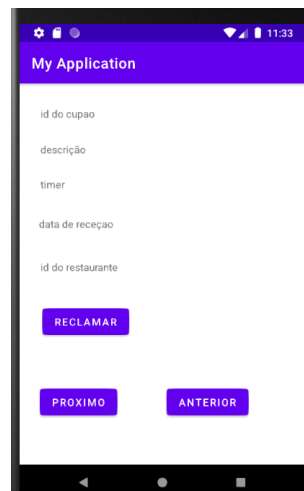 11:33
My Application
id do cupao
descrição
timer
data de receçao
id do restaurante
RECLAMAR
PROXIMO ANTERIOR